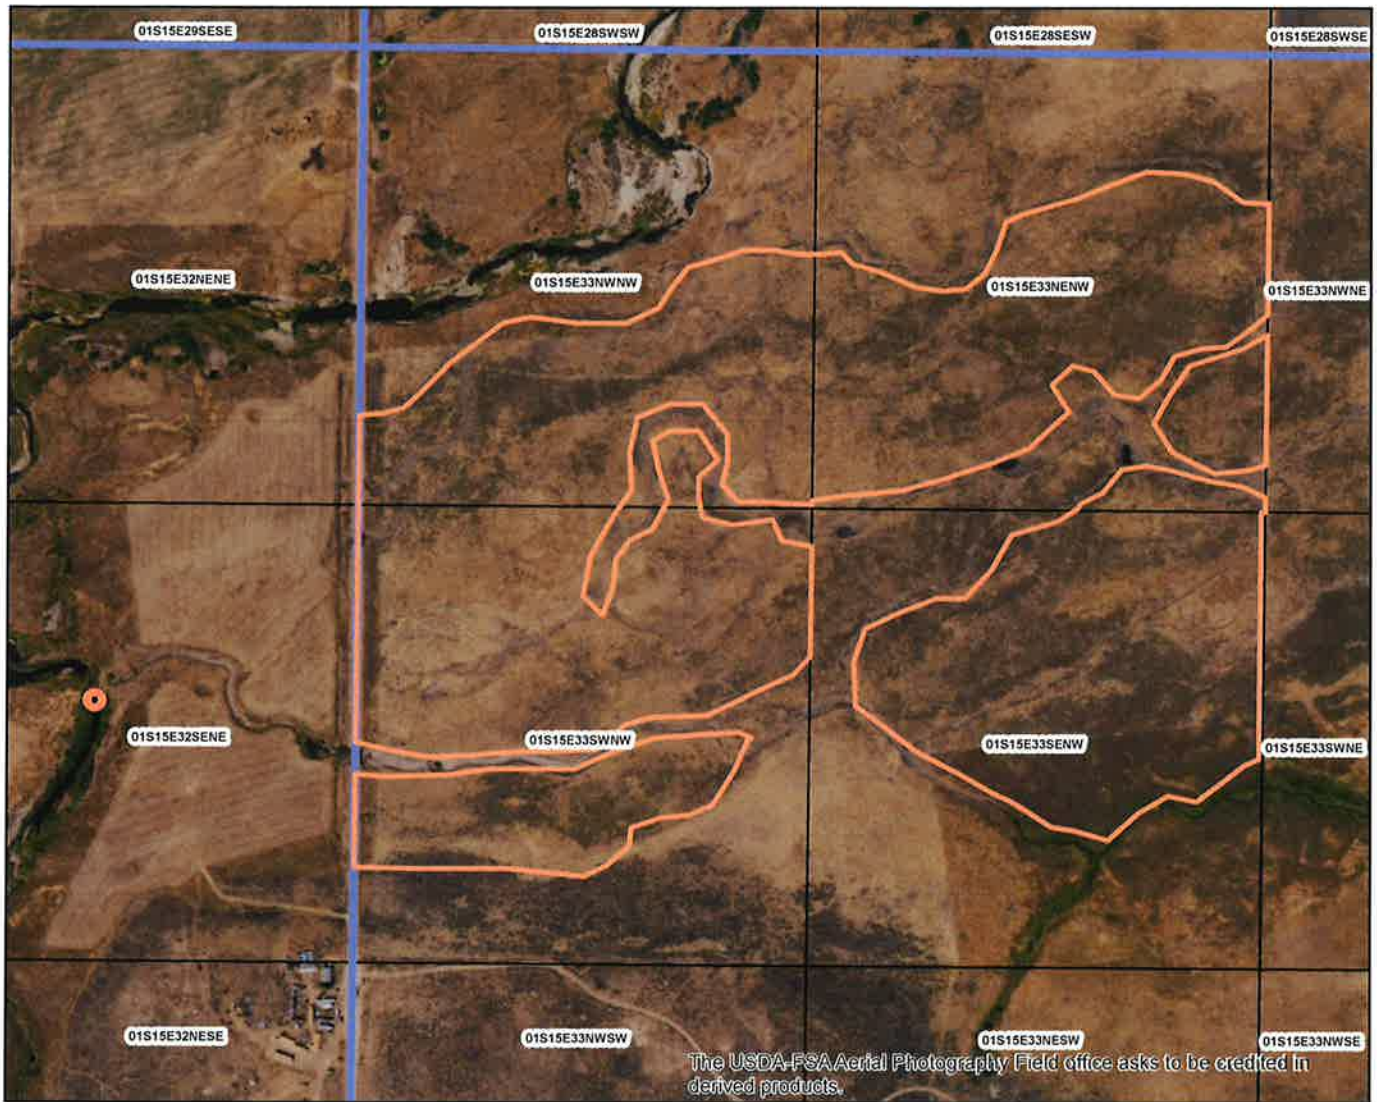 01S15E29SESE
01S15E28SWSW
01S15E28SESW
01S15E28SWSE
01S15E32NENE
01S15E33NWNW
01S15E33NENW
01S15E33NWNE
01S15E32SENE
01S15E33SWNW
01S15E33SENW
01S15E33SWNE
01S15E32NESE
01S15E33NWSW
01S15E33NESW
01S15E33NWSE
The USDA-FSA Aerial Photography Field office asks to be credited in
derived products.